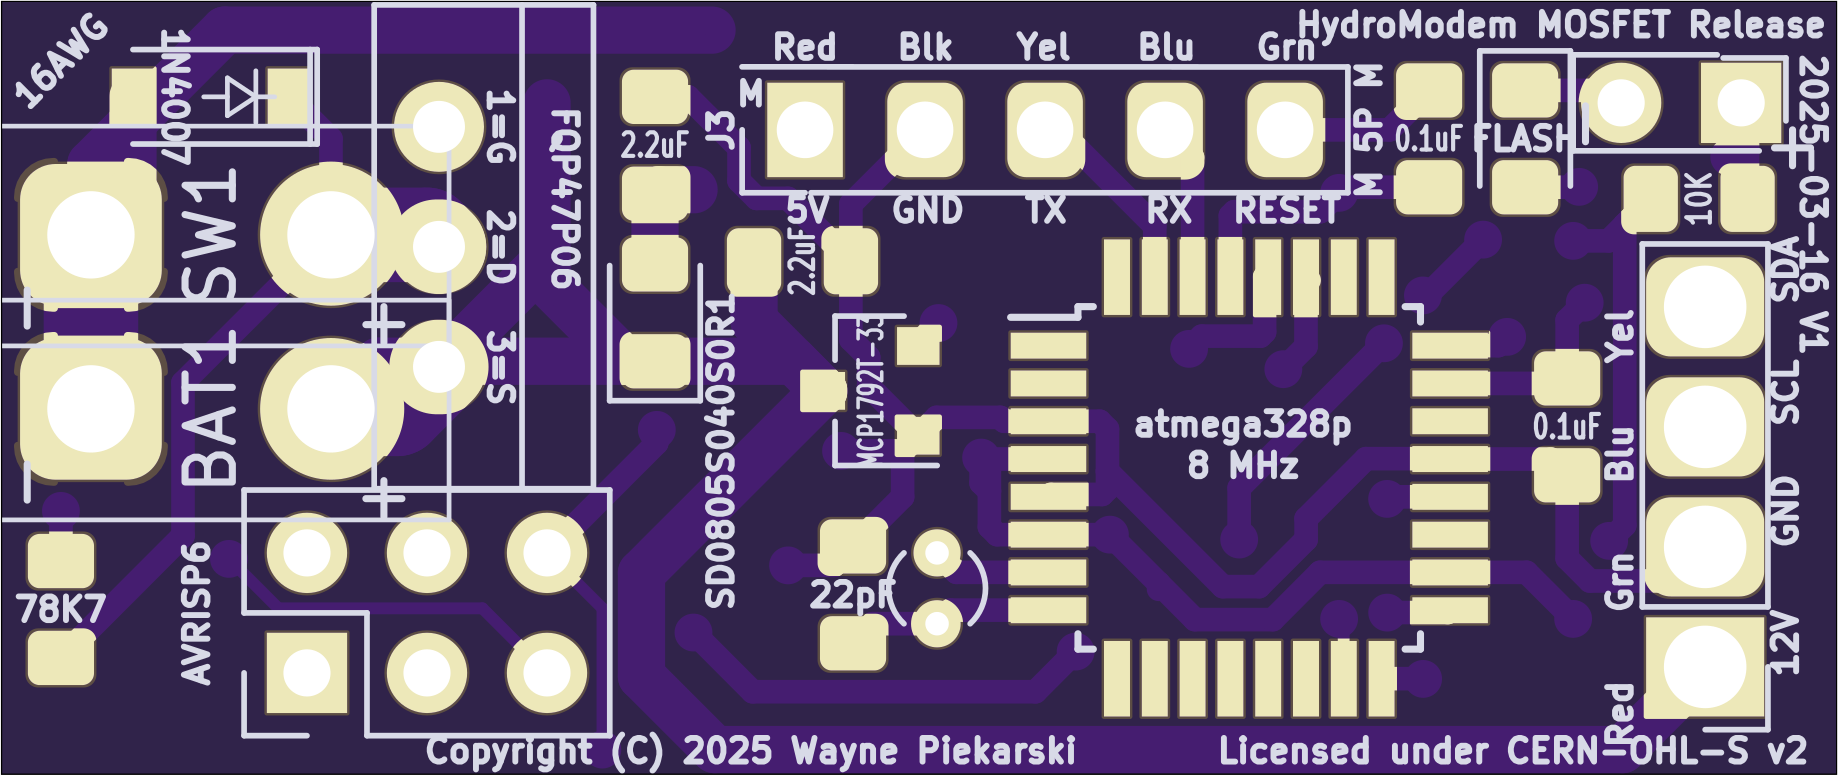 HydroModem MOSFET Release
2025-03-16 V1
16AWG
1N4007
Red Blk Yel Blu Grn
M
J3
5P M
M
5V GND TX RX RESET
1=G
2=D
3=S
FQP47P06
2.2uF
2.2uF
0.1uF
FLASH
10K
SW1
+
-
BAT1
+
-
SD0805S040S0R1
MCP1792T-33
atmega328p
8 MHz
0.1uF
Yel
SDA
SCL
Blu
GND
Grn
12V
Red
+
78K7
AVRISP6
22pF
Copyright (C) 2025 Wayne Piekarski
Licensed under CERN-OHL-S v2